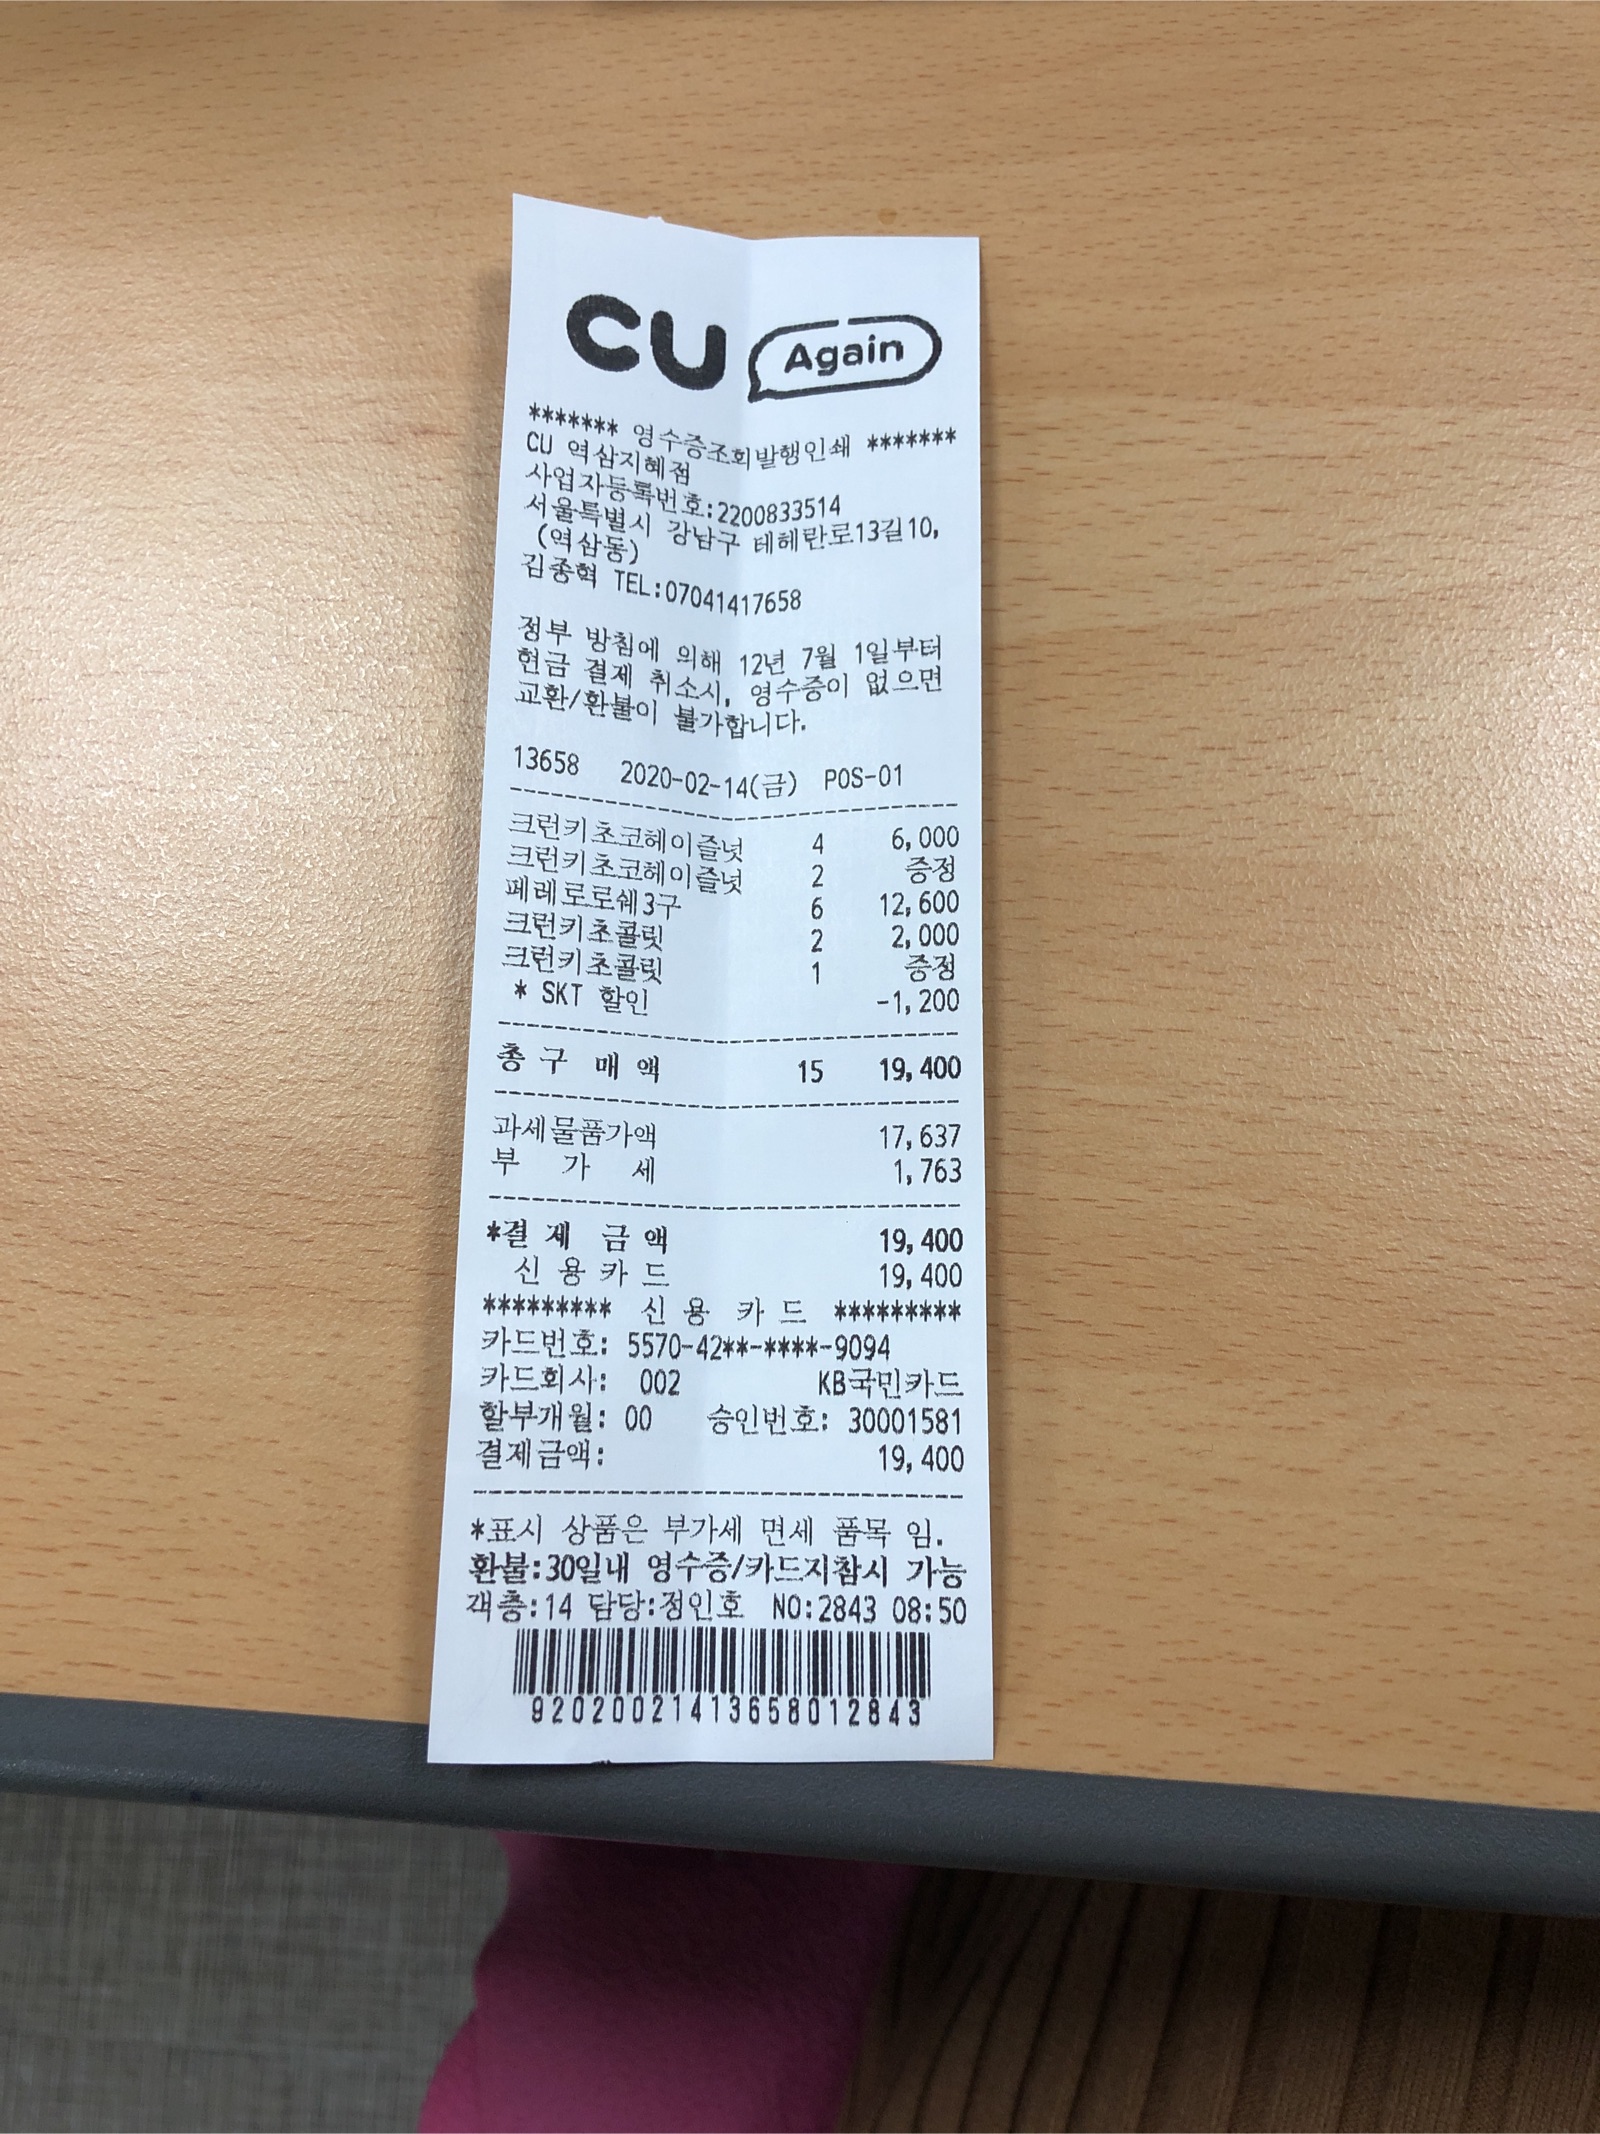 CU Again
******* 영수증조회발행인쇄 *******
CU 역삼지혜점
사업자등록번호:2200833514
서울특별시 강남구 테헤란로13길10,
(역삼동)
김종혁 TEL:07041417658
정부 방침에 의해 12년 7월 1일부터
현금 결제 취소시, 영수증이 없으면
교환/환불이 불가합니다.
13658 2020-02-14(금) POS-01
크런키초코헤이즐넛 4 6,000
크런키초코헤이즐넛 2 증정
페레로로쉐3구 6 12,600
크런키초콜릿 2 2,000
크런키초콜릿 1 증정
* SKT 할인 -1,200
총 구 매 액 15 19,400
과세물품가액 17,637
부 가 세 1,763
*결 제 금 액 19,400
신 용 카 드 19,400
********* 신 용 카 드 *********
카드번호: 5570-42**-****-9094
카드회사: 002 KB국민카드
할부개월: 00 승인번호: 30001581
결제금액: 19,400
*표시 상품은 부가세 면세 품목 임.
환불:30일내 영수증/카드지참시 가능
객층:14 담당:정인호 NO:2843 08:50
92020021413658012843